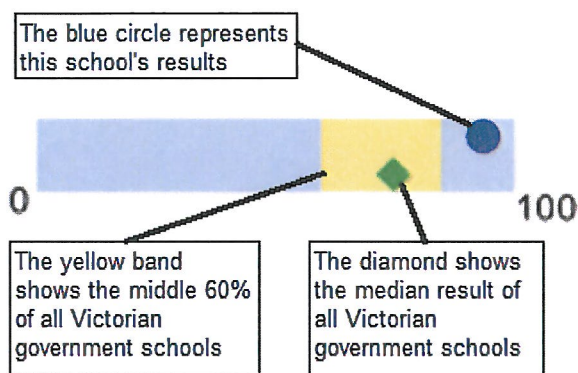 The blue circle represents
this school's results
0
100
The yellow band
shows the middle 60%
of all Victorian
government schools
The diamond shows
the median result of
all Victorian
government schools